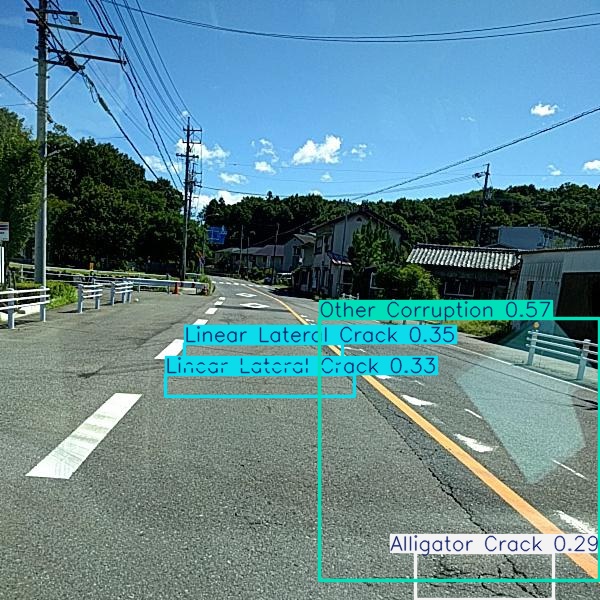 Other Corruption 0.57
Linear Lateral Crack 0.35
Linear Lateral Crack 0.33
Alligator Crack 0.29